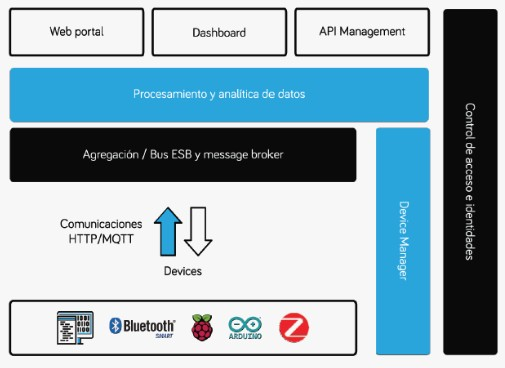 Web portal
Dashboard
API Management
Procesamiento y analítica de datos
Agregación / Bus ESB y message broker
Comunicaciones
HTTP/MQTT
Devices
Device Manager
Control de acceso e identidades
Bluetooth
SMART
ARDUINO